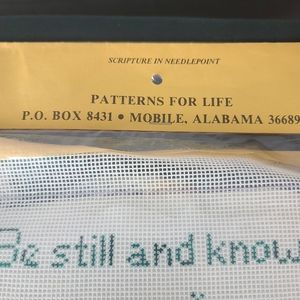 SCRIPTURE IN NEEDLEPOINT
PATTERNS FOR LIFE
P.O. BOX 8431 • MOBILE, ALABAMA 36689
Be still and know